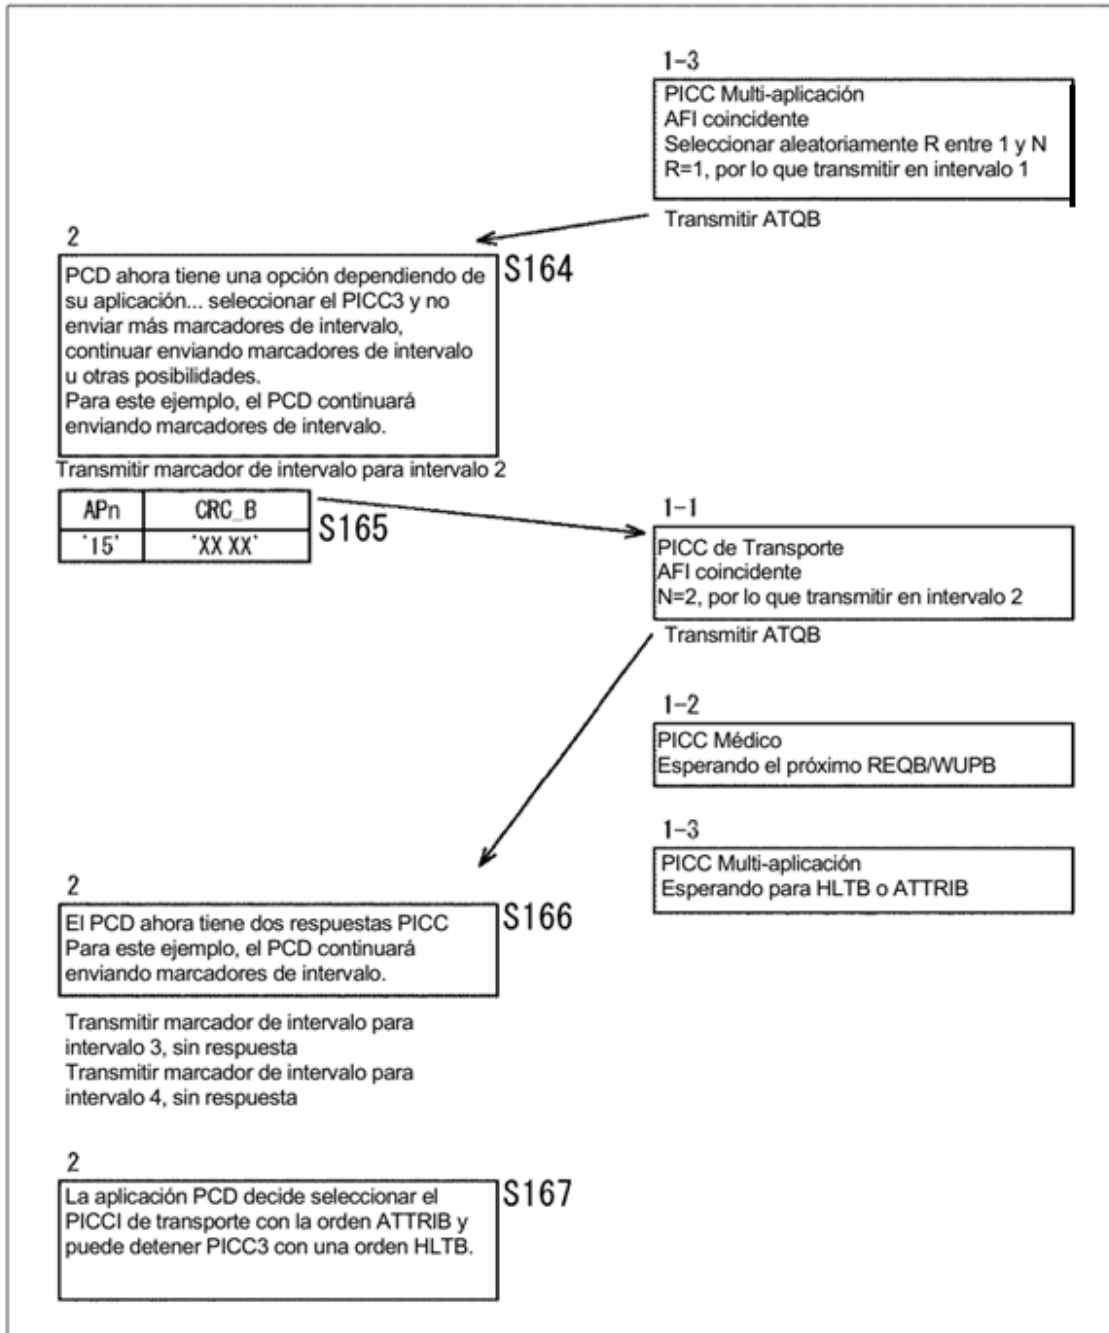 1-3
PICC Multi-aplicación
AFI coincidente
Seleccionar aleatoriamente R entre 1 y N
R=1, por lo que transmitir en intervalo 1
Transmitir ATQB
2
S164
PCD ahora tiene una opción dependiendo de
su aplicación... seleccionar el PICC3 y no
enviar más marcadores de intervalo,
continuar enviando marcadores de intervalo
u otras posibilidades.
Para este ejemplo, el PCD continuará
enviando marcadores de intervalo.
Transmitir marcador de intervalo para intervalo 2
APn CRC_B
'15' 'XX XX'
S165
1-1
PICC de Transporte
AFI coincidente
N=2, por lo que transmitir en intervalo 2
Transmitir ATQB
1-2
PICC Médico
Esperando el próximo REQB/WUPB
1-3
PICC Multi-aplicación
Esperando para HLTB o ATTRIB
2
S166
El PCD ahora tiene dos respuestas PICC
Para este ejemplo, el PCD continuará
enviando marcadores de intervalo.
Transmitir marcador de intervalo para
intervalo 3, sin respuesta
Transmitir marcador de intervalo para
intervalo 4, sin respuesta
2
S167
La aplicación PCD decide seleccionar el
PICCI de transporte con la orden ATTRIB y
puede detener PICC3 con una orden HLTB.